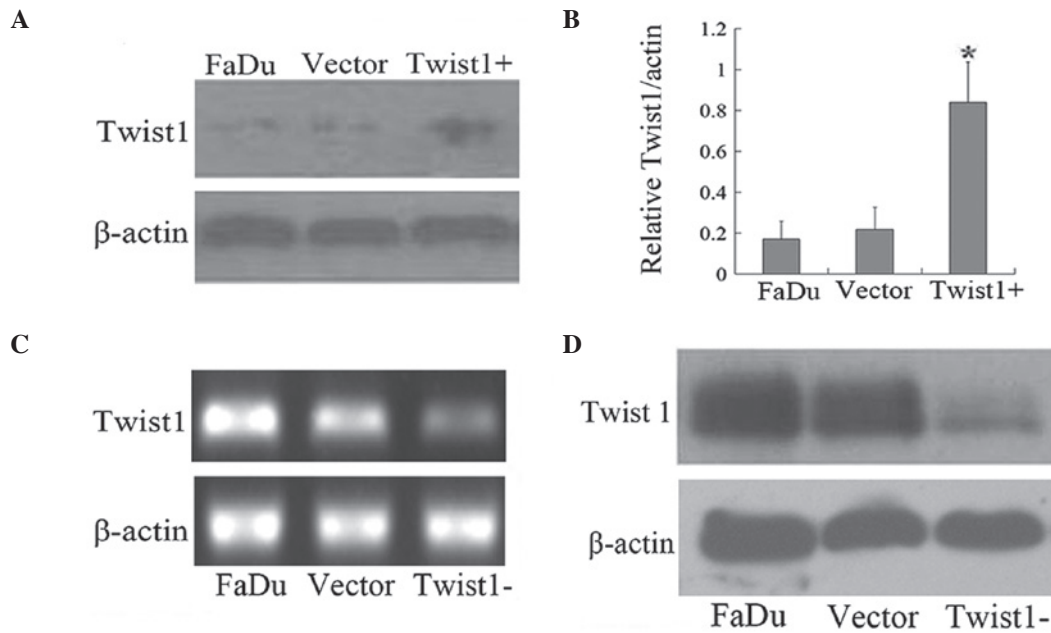 A
FaDu Vector Twist1+
Twist1
β-actin
B
Relative Twist1/actin
1.2
1
0.8
0.6
0.4
0.2
0
*
FaDu Vector Twist1+
C
Twist1
β-actin
FaDu Vector Twist1-
D
Twist 1
β-actin
FaDu Vector Twist1-